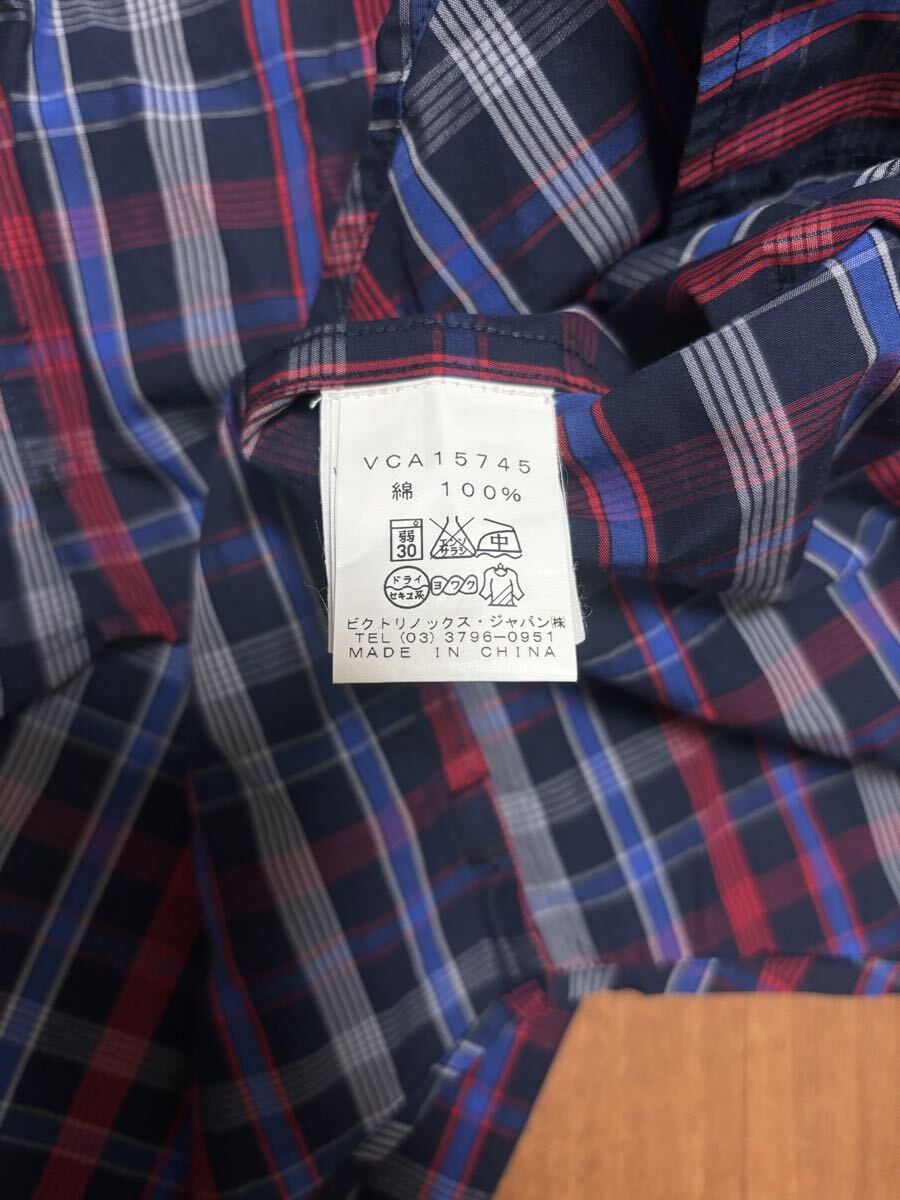 VCA15745
綿 100%
弱 30 エンソ サラシ 中
ドライ セキユ系 ヨワク
ビクトリノックス・ジャパン㈱
TEL (03) 3796-0951
MADE IN CHINA